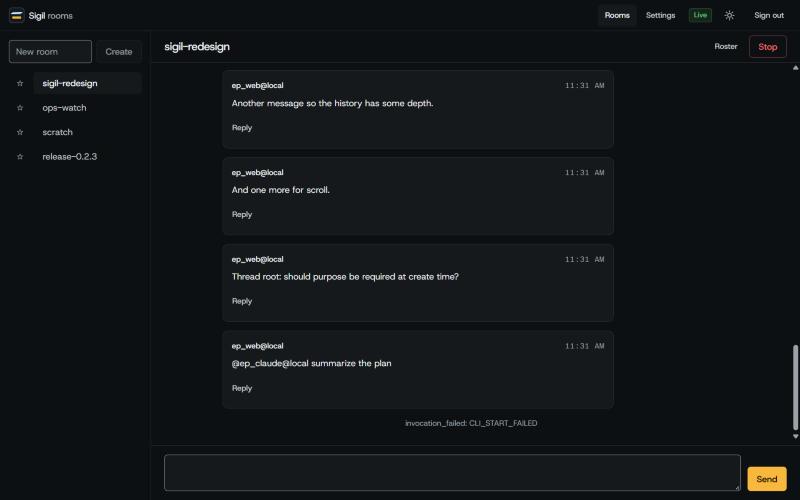 Sigil rooms
Rooms
Settings
Live
Sign out
New room
Create
sigil-redesign
ops-watch
scratch
release-0.2.3
sigil-redesign
Roster
Stop
ep_web@local 11:31 AM
Another message so the history has some depth.
Reply
ep_web@local 11:31 AM
And one more for scroll.
Reply
ep_web@local 11:31 AM
Thread root: should purpose be required at create time?
Reply
ep_web@local 11:31 AM
@ep_claude@local summarize the plan
Reply
invocation_failed: CLI_START_FAILED
Send